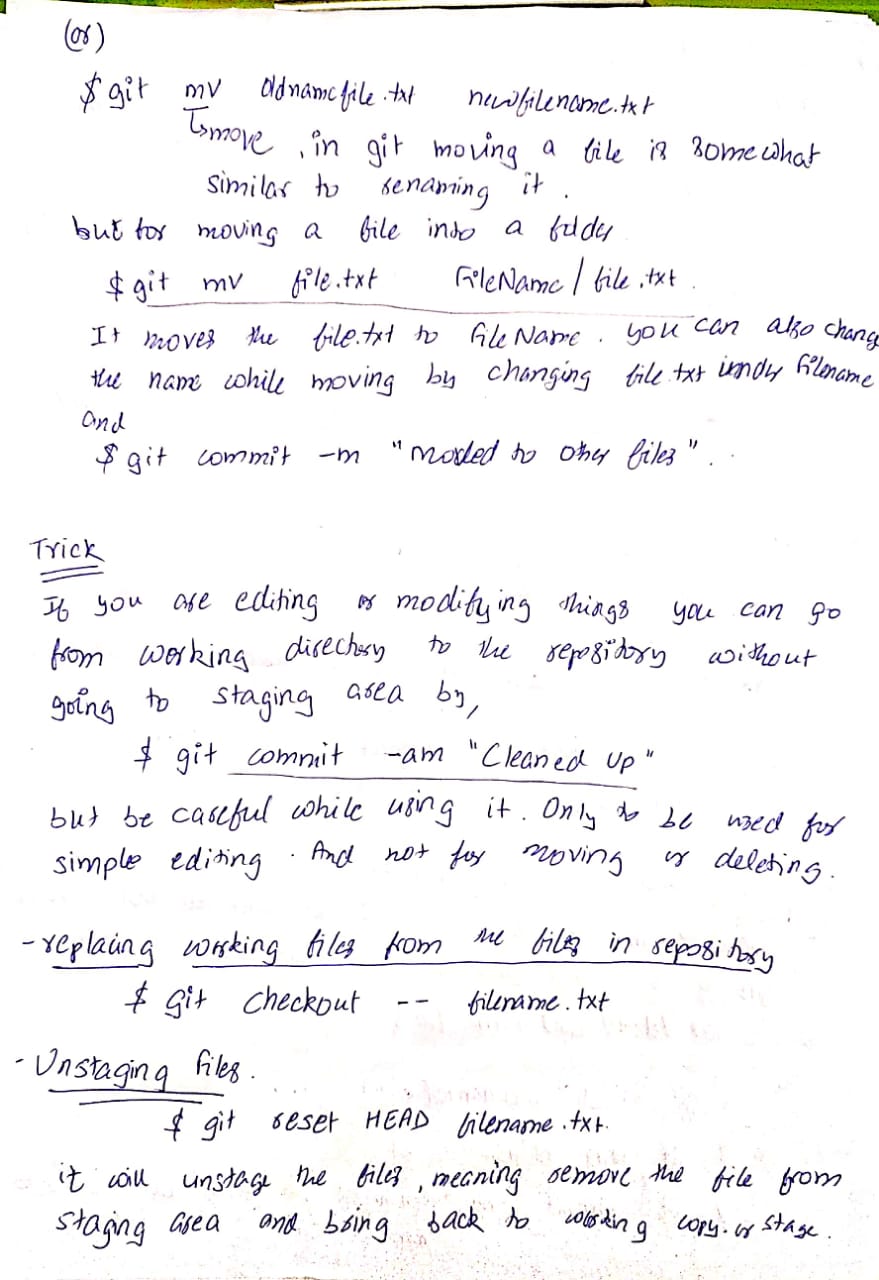 (or)
$ git mv oldnamefile.txt newfilename.txt
↳move, in git moving a file is somewhat
similar to renaming it.
but for moving a file into a folder
$ git mv file.txt FileName/file.txt.
It moves the file.txt to FileName. you can also change
the name while moving by changing file.txt under filename
And
$ git commit -m "moved to other files".
Trick
If you are editing or modifying things you can go
from working directory to the repository without
going to staging area by,
$ git commit -am "Cleaned up"
but be careful while using it. Only to be used for
simple editing. And not for moving or deleting.
- replacing working files from the files in repository
$ git checkout -- filename.txt
- Unstaging files.
$ git reset HEAD filename.txt.
it will unstage the files, meaning remove the file from
staging area and bring back to working copy. or stage.